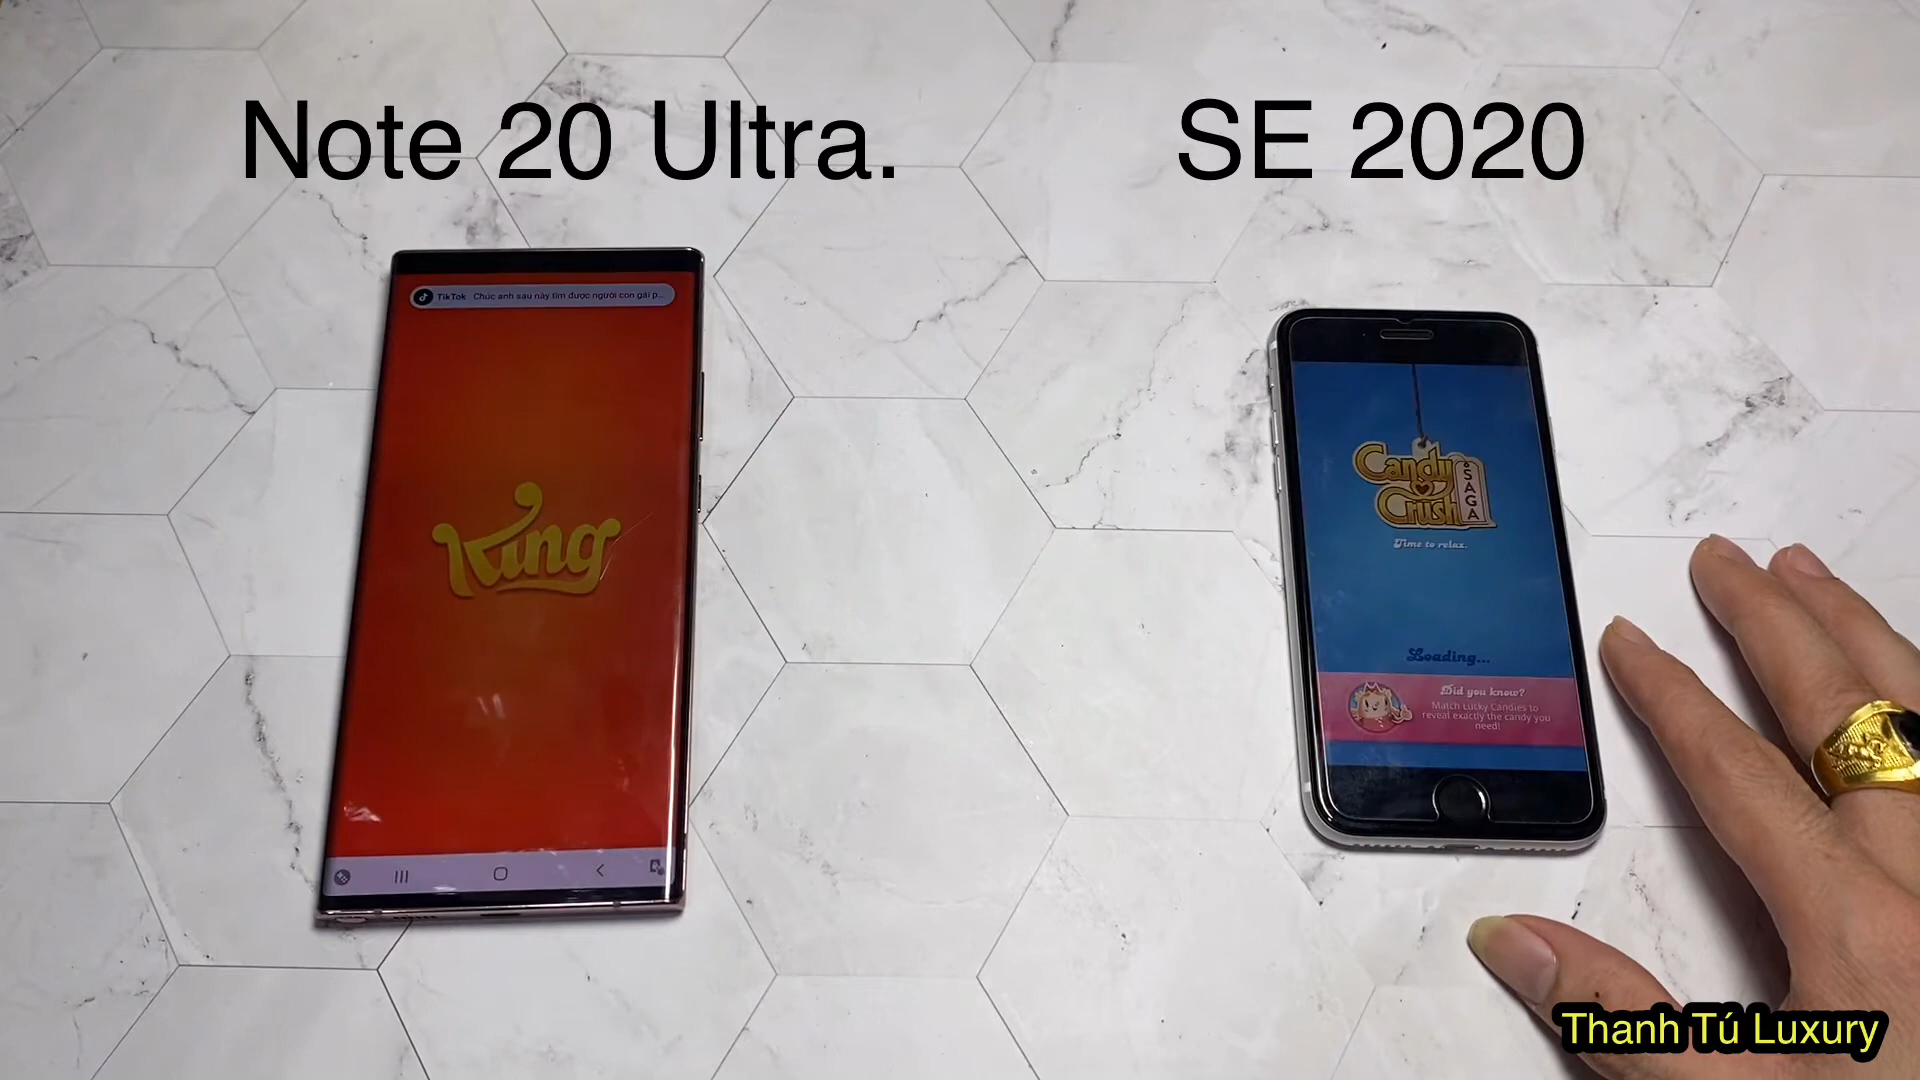 Note 20 Ultra.
SE 2020
TikTok Chúc anh sau này tìm được người con gái p...
King
Candy
Crush
SAGA
Time to relax.
Loading...
Did you know?
Match Lucky Candies to
reveal exactly the candy you
need!
Thanh Tú Luxury